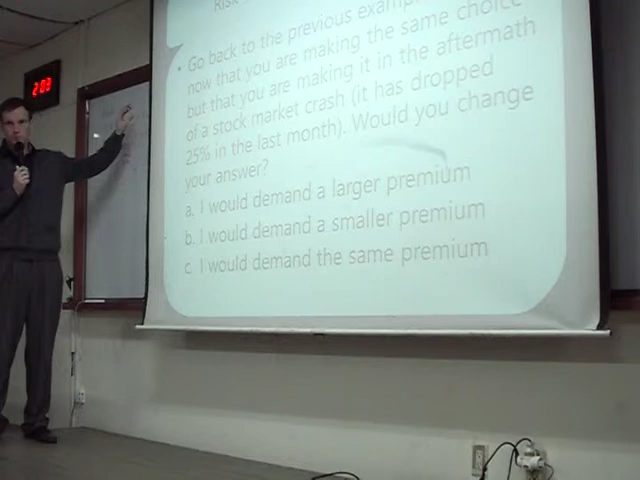 2:03
Risk
• Go back to the previous
now that you are making the same choice
but that you are making it in the aftermath
of a stock market crash (it has dropped
25% in the last month). Would you change
your answer?
a. I would demand a larger premium
b. I would demand a smaller premium
c. I would demand the same premium